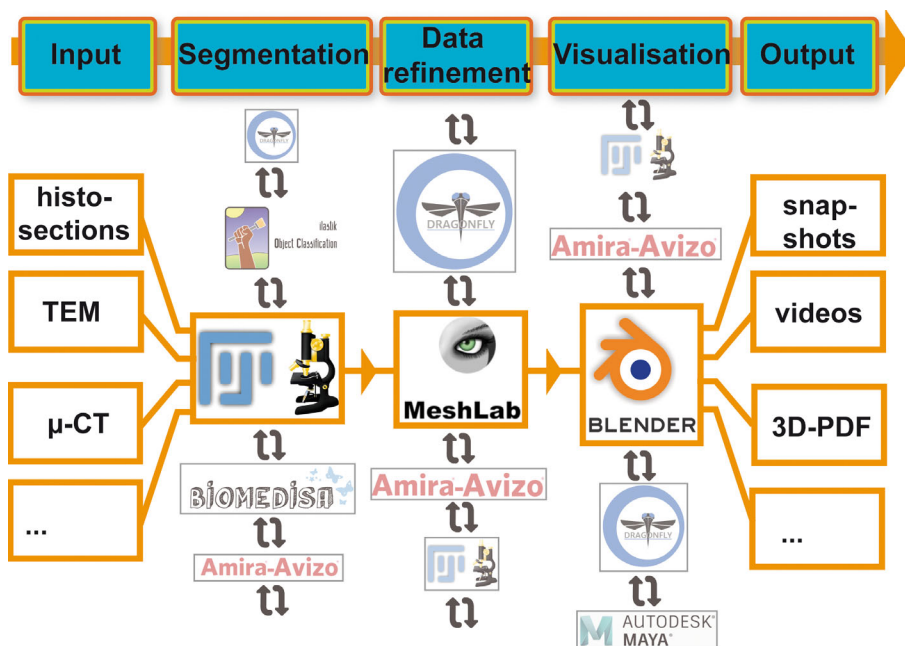 Input
Segmentation
Data
refinement
Visualisation
Output
histo-
sections
TEM
µ-CT
...
DRAGONFLY
ilastik
Object Classification
BIOMEDISA
Amira-Avizo
DRAGONFLY
MeshLab
Amira-Avizo
Amira-Avizo
BLENDER
DRAGONFLY
AUTODESK®
MAYA®
snap-
shots
videos
3D-PDF
...